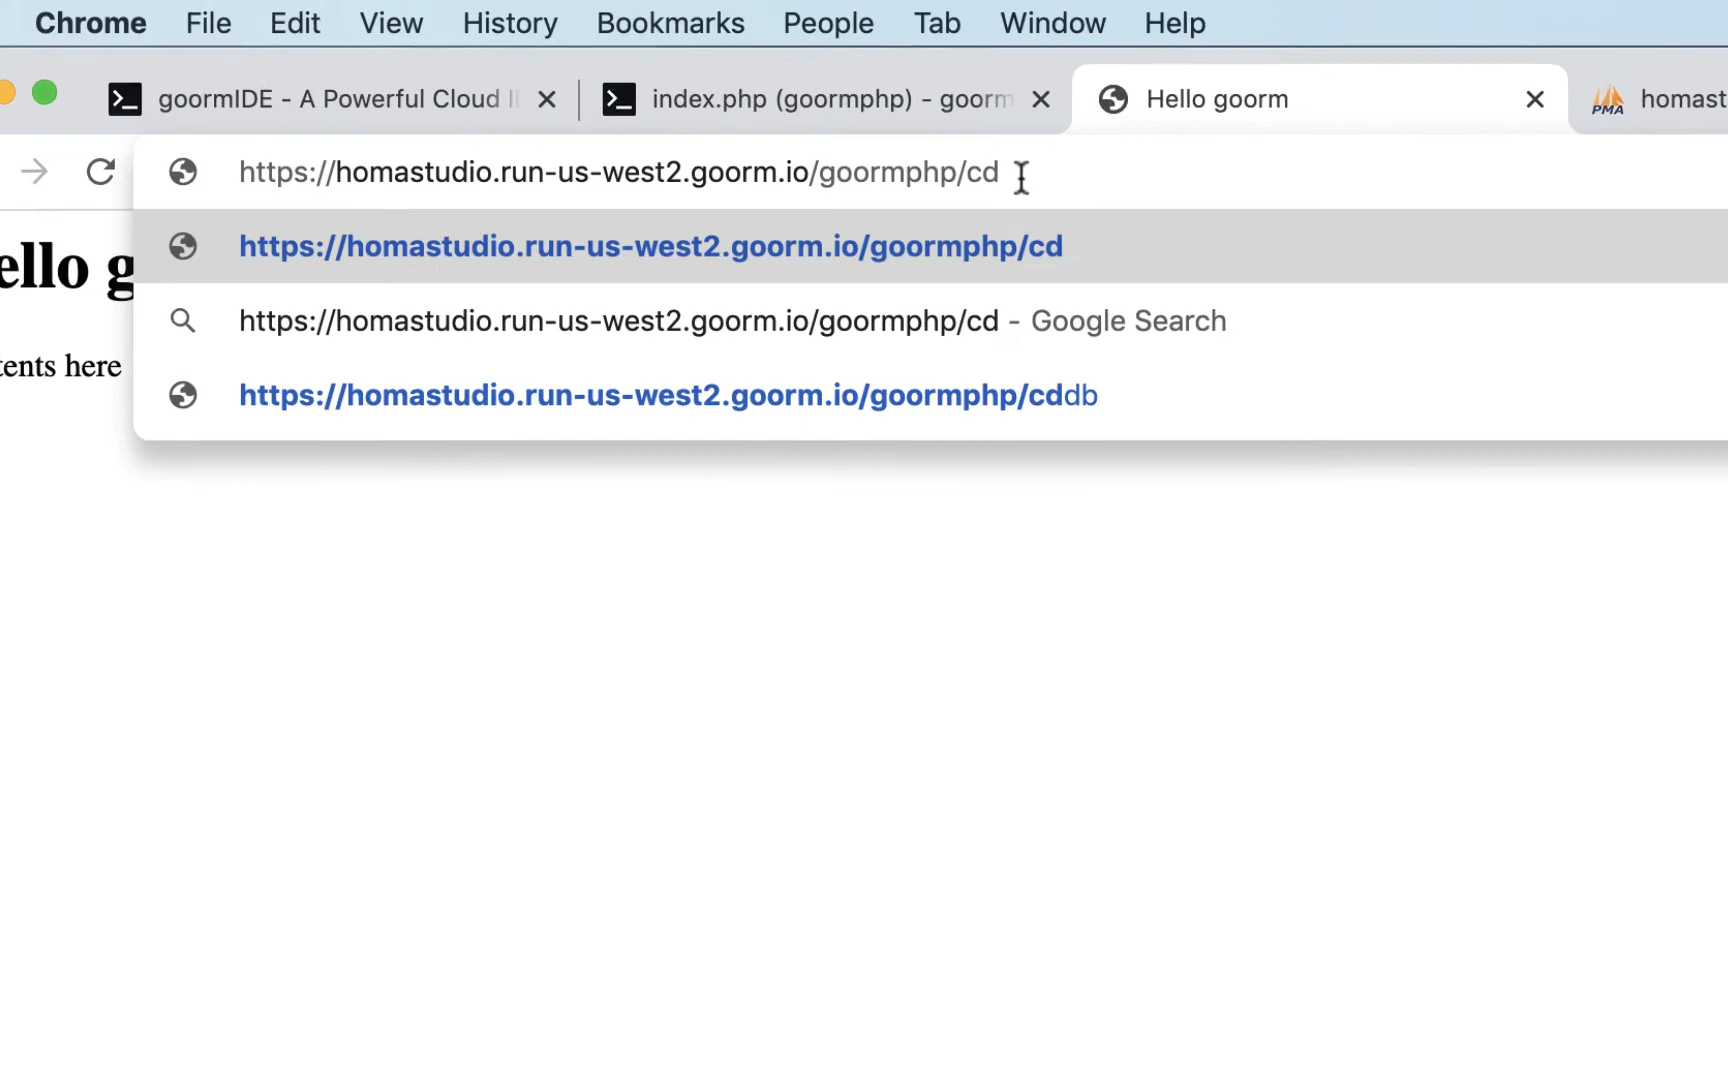 Chrome File Edit View History Bookmarks People Tab Window Help
goormIDE - A Powerful Cloud
index.php (goormphp) - goorm
Hello goorm
PMA
homast
https://homastudio.run-us-west2.goorm.io/goormphp/cd
https://homastudio.run-us-west2.goorm.io/goormphp/cd
https://homastudio.run-us-west2.goorm.io/goormphp/cd - Google Search
https://homastudio.run-us-west2.goorm.io/goormphp/cddb
ello g
tents here